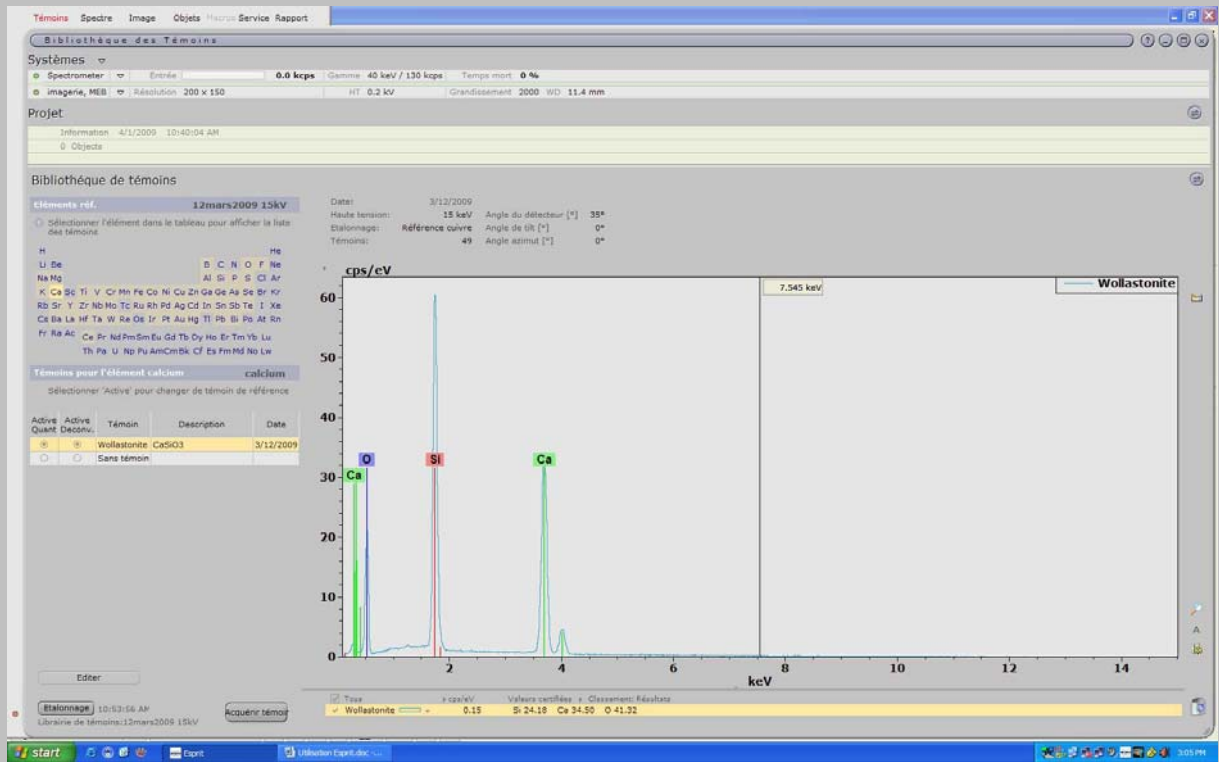 Témoins Spectre Image Objets Macros Service Rapport
Bibliothèque des Témoins
Systèmes
Spectrometer Entrée 0.0 kcps Gamme 40 keV / 130 kcps Temps mort 0 %
imagerie, MEB Résolution 200 x 150 HT 0.2 kV Grandissement 2000 WD 11.4 mm
Projet
Information 4/1/2009 10:40:04 AM
0 Objects
Bibliothéque de témoins
Eléments réf. 12mars2009 15kV
Sélectionner l'élément dans le tableau pour afficher la liste
des témoins
H He
Li Be B C N O F Ne
Na Mg Al Si P S Cl Ar
K Ca Sc Ti V Cr Mn Fe Co Ni Cu Zn Ga Ge As Se Br Kr
Rb Sr Y Zr Nb Mo Tc Ru Rh Pd Ag Cd In Sn Sb Te I Xe
Cs Ba La Hf Ta W Re Os Ir Pt Au Hg Tl Pb Bi Po At Rn
Fr Ra Ac Ce Pr Nd Pm Sm Eu Gd Tb Dy Ho Er Tm Yb Lu
Th Pa U Np Pu Am Cm Bk Cf Es Fm Md No Lw
Témoins pour l'élément calcium calcium
Sélectionner 'Active' pour changer de témoin de référence
Active Quant Active Deconv. Témoin Description Date
Wollastonite CaSiO3 3/12/2009
Sans témoin
Editer
Etalonnage 10:53:56 AM
Acquérir témoin
Librairie de témoins:12mars2009 15kV
Date: 3/12/2009
Haute tension: 15 keV Angle du détecteur [°] 35°
Etalonnage: Référence cuivre Angle de tilt [°] 0°
Témoins: 49 Angle azimut [°] 0°
cps/eV
7.545 keV
Wollastonite
60
50
40
30
20
10
0
Ca O Si Ca
2 4 6 8 10 12 14
keV
Tous x cps/eV Valeurs certifiées Classement: Résultats
Wollastonite 0.15 Si 24.18 Ca 34.50 O 41.32
A
start Esprit Utilisation Esprit.doc -... 3:05 PM